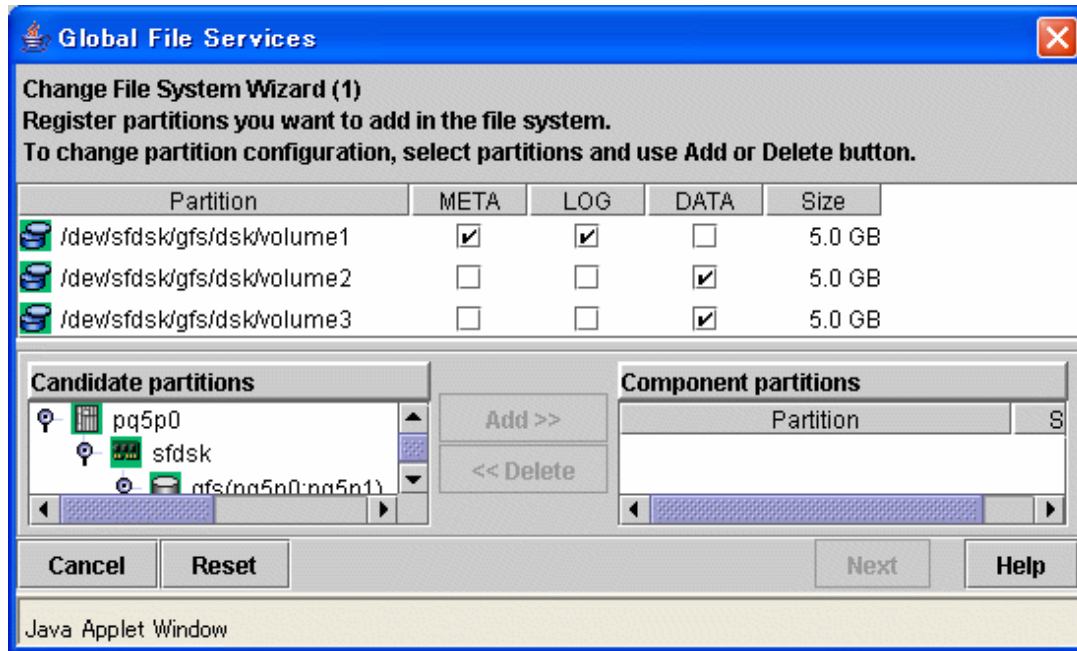 Global File Services
Change File System Wizard (1)
Register partitions you want to add in the file system.
To change partition configuration, select partitions and use Add or Delete button.
Partition META LOG DATA Size
/dev/sfdsk/gfs/dsk/volume1 5.0 GB
/dev/sfdsk/gfs/dsk/volume2 5.0 GB
/dev/sfdsk/gfs/dsk/volume3 5.0 GB
Candidate partitions
pq5p0
sfdsk
gfs(pq5p0:pq5p1)
Add >>
<< Delete
Component partitions
Partition S
Cancel Reset Next Help
Java Applet Window